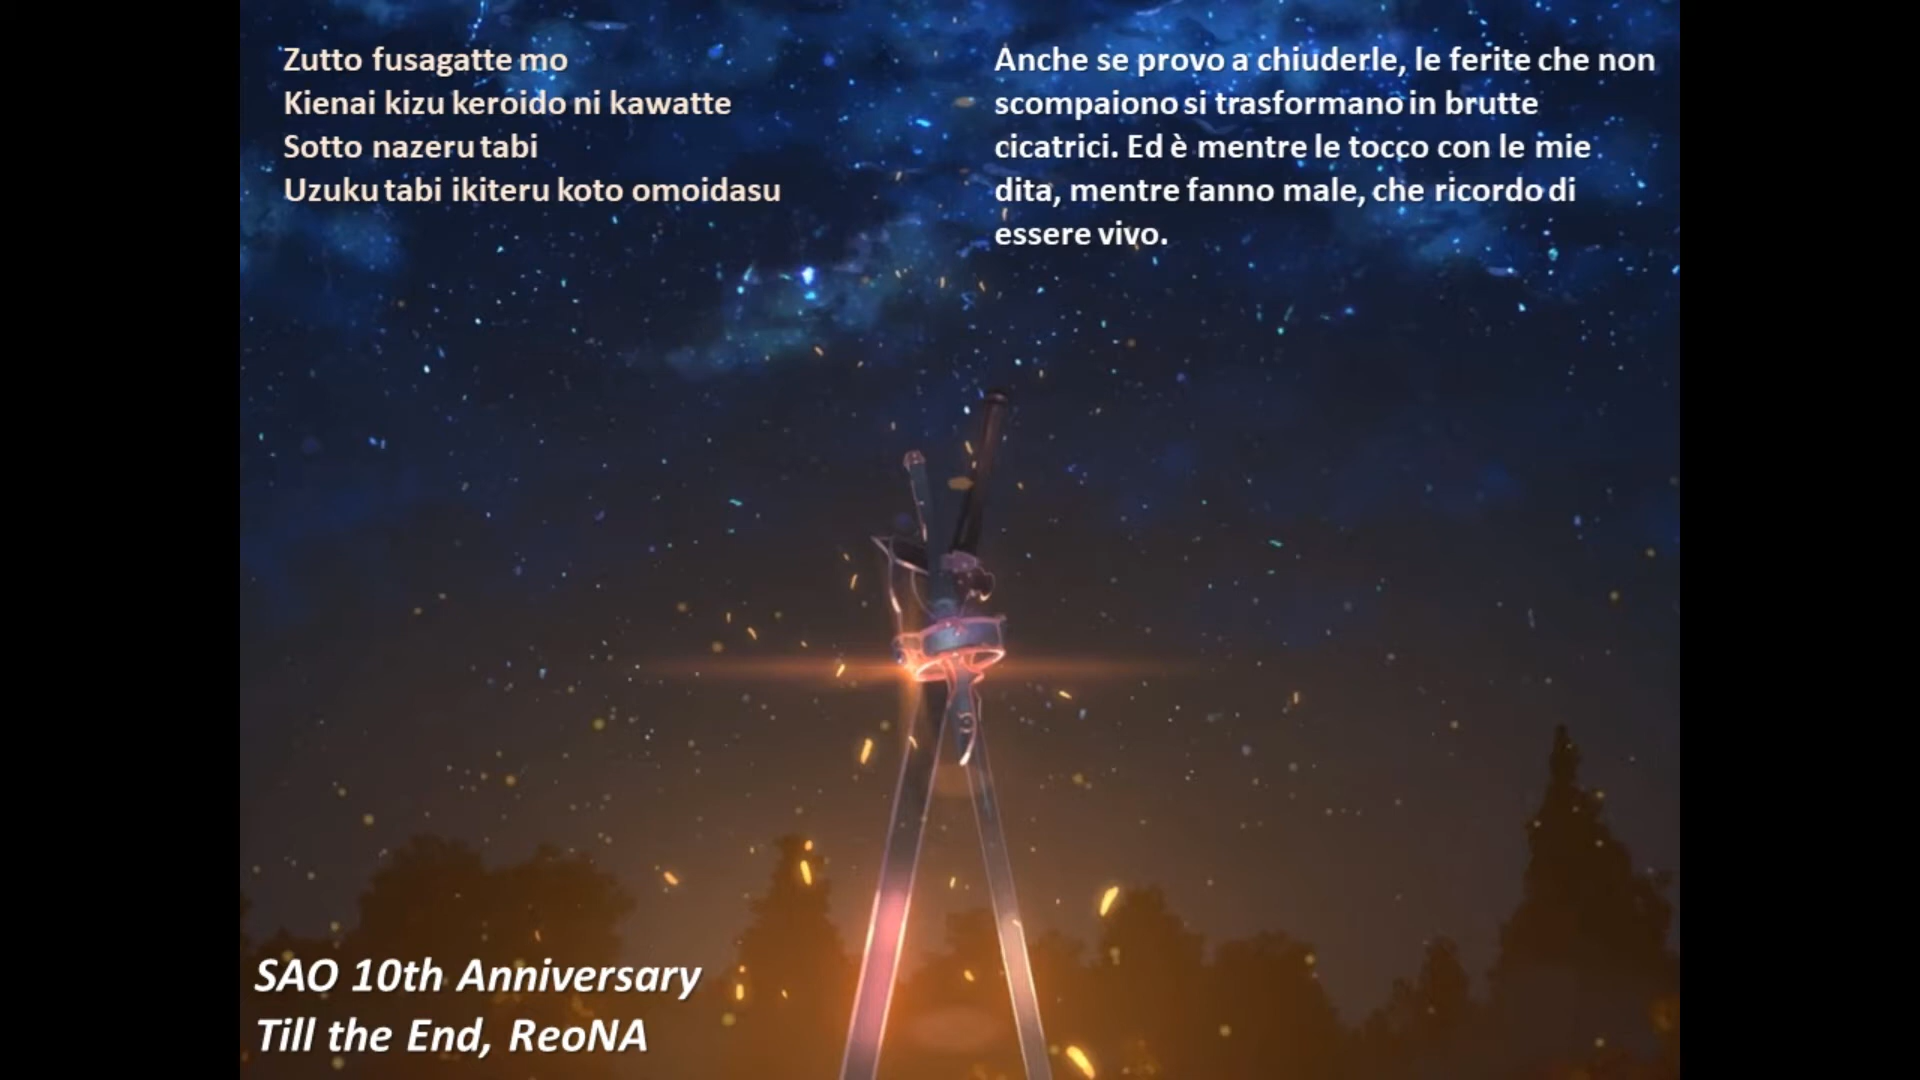 Zutto fusagatte mo
Kienai kizu keroido ni kawatte
Sotto nazeru tabi
Uzuku tabi ikiteru koto omoidasu
Anche se provo a chiuderle, le ferite che non
scompaiono si trasformano in brutte
cicatrici. Ed è mentre le tocco con le mie
dita, mentre fanno male, che ricordo di
essere vivo.
SAO 10th Anniversary
Till the End, ReoNA